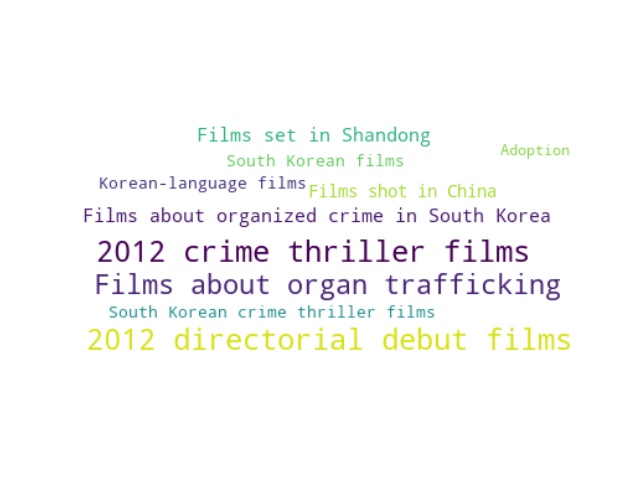 Films set in Shandong
Adoption
South Korean films
Korean-language films
Films shot in China
Films about organized crime in South Korea
2012 crime thriller films
Films about organ trafficking
South Korean crime thriller films
2012 directorial debut films